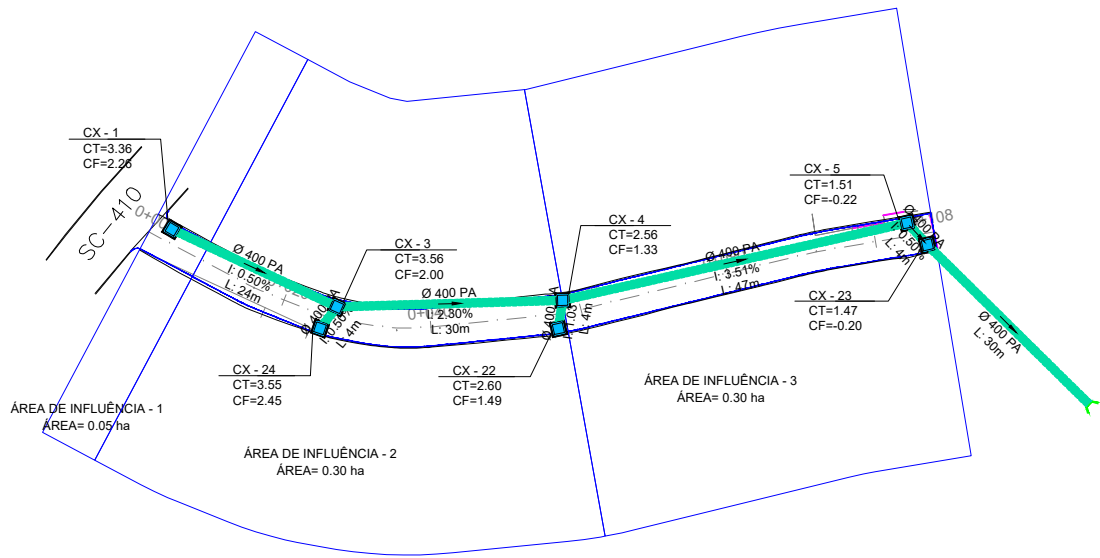 CX - 1
CT=3.36
CF=2.26
SC-410
CX - 3
CT=3.56
CF=2.00
Ø 400 PA
I: 0.50%
L: 24m
CX - 4
CT=2.56
CF=1.33
Ø 400 PA
I: 2.30%
L: 30m
CX - 5
CT=1.51
CF=-0.22
Ø 400 PA
I: 3.51%
L: 47m
CX - 23
CT=1.47
CF=-0.20
Ø 400 PA
L: 30m
CX - 24
CT=3.55
CF=2.45
L: 4m
CX - 22
CT=2.60
CF=1.49
L: 4m
ÁREA DE INFLUÊNCIA - 1
ÁREA= 0.05 ha
ÁREA DE INFLUÊNCIA - 2
ÁREA= 0.30 ha
ÁREA DE INFLUÊNCIA - 3
ÁREA= 0.30 ha